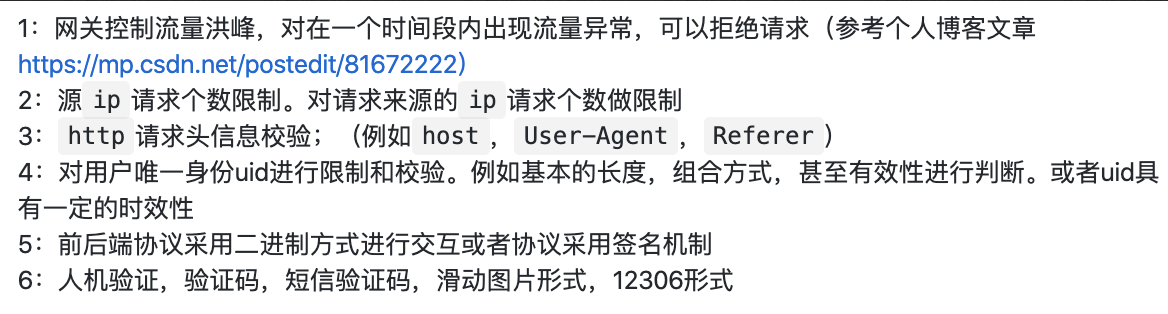 1：网关控制流量洪峰，对在一个时间段内出现流量异常，可以拒绝请求（参考个人博客文章
https://mp.csdn.net/postedit/81672222）
2：源 ip 请求个数限制。对请求来源的 ip 请求个数做限制
3： http 请求头信息校验；（例如 host ， User-Agent ， Referer ）
4：对用户唯一身份uid进行限制和校验。例如基本的长度，组合方式，甚至有效性进行判断。或者uid具
有一定的时效性
5：前后端协议采用二进制方式进行交互或者协议采用签名机制
6：人机验证，验证码，短信验证码，滑动图片形式，12306形式